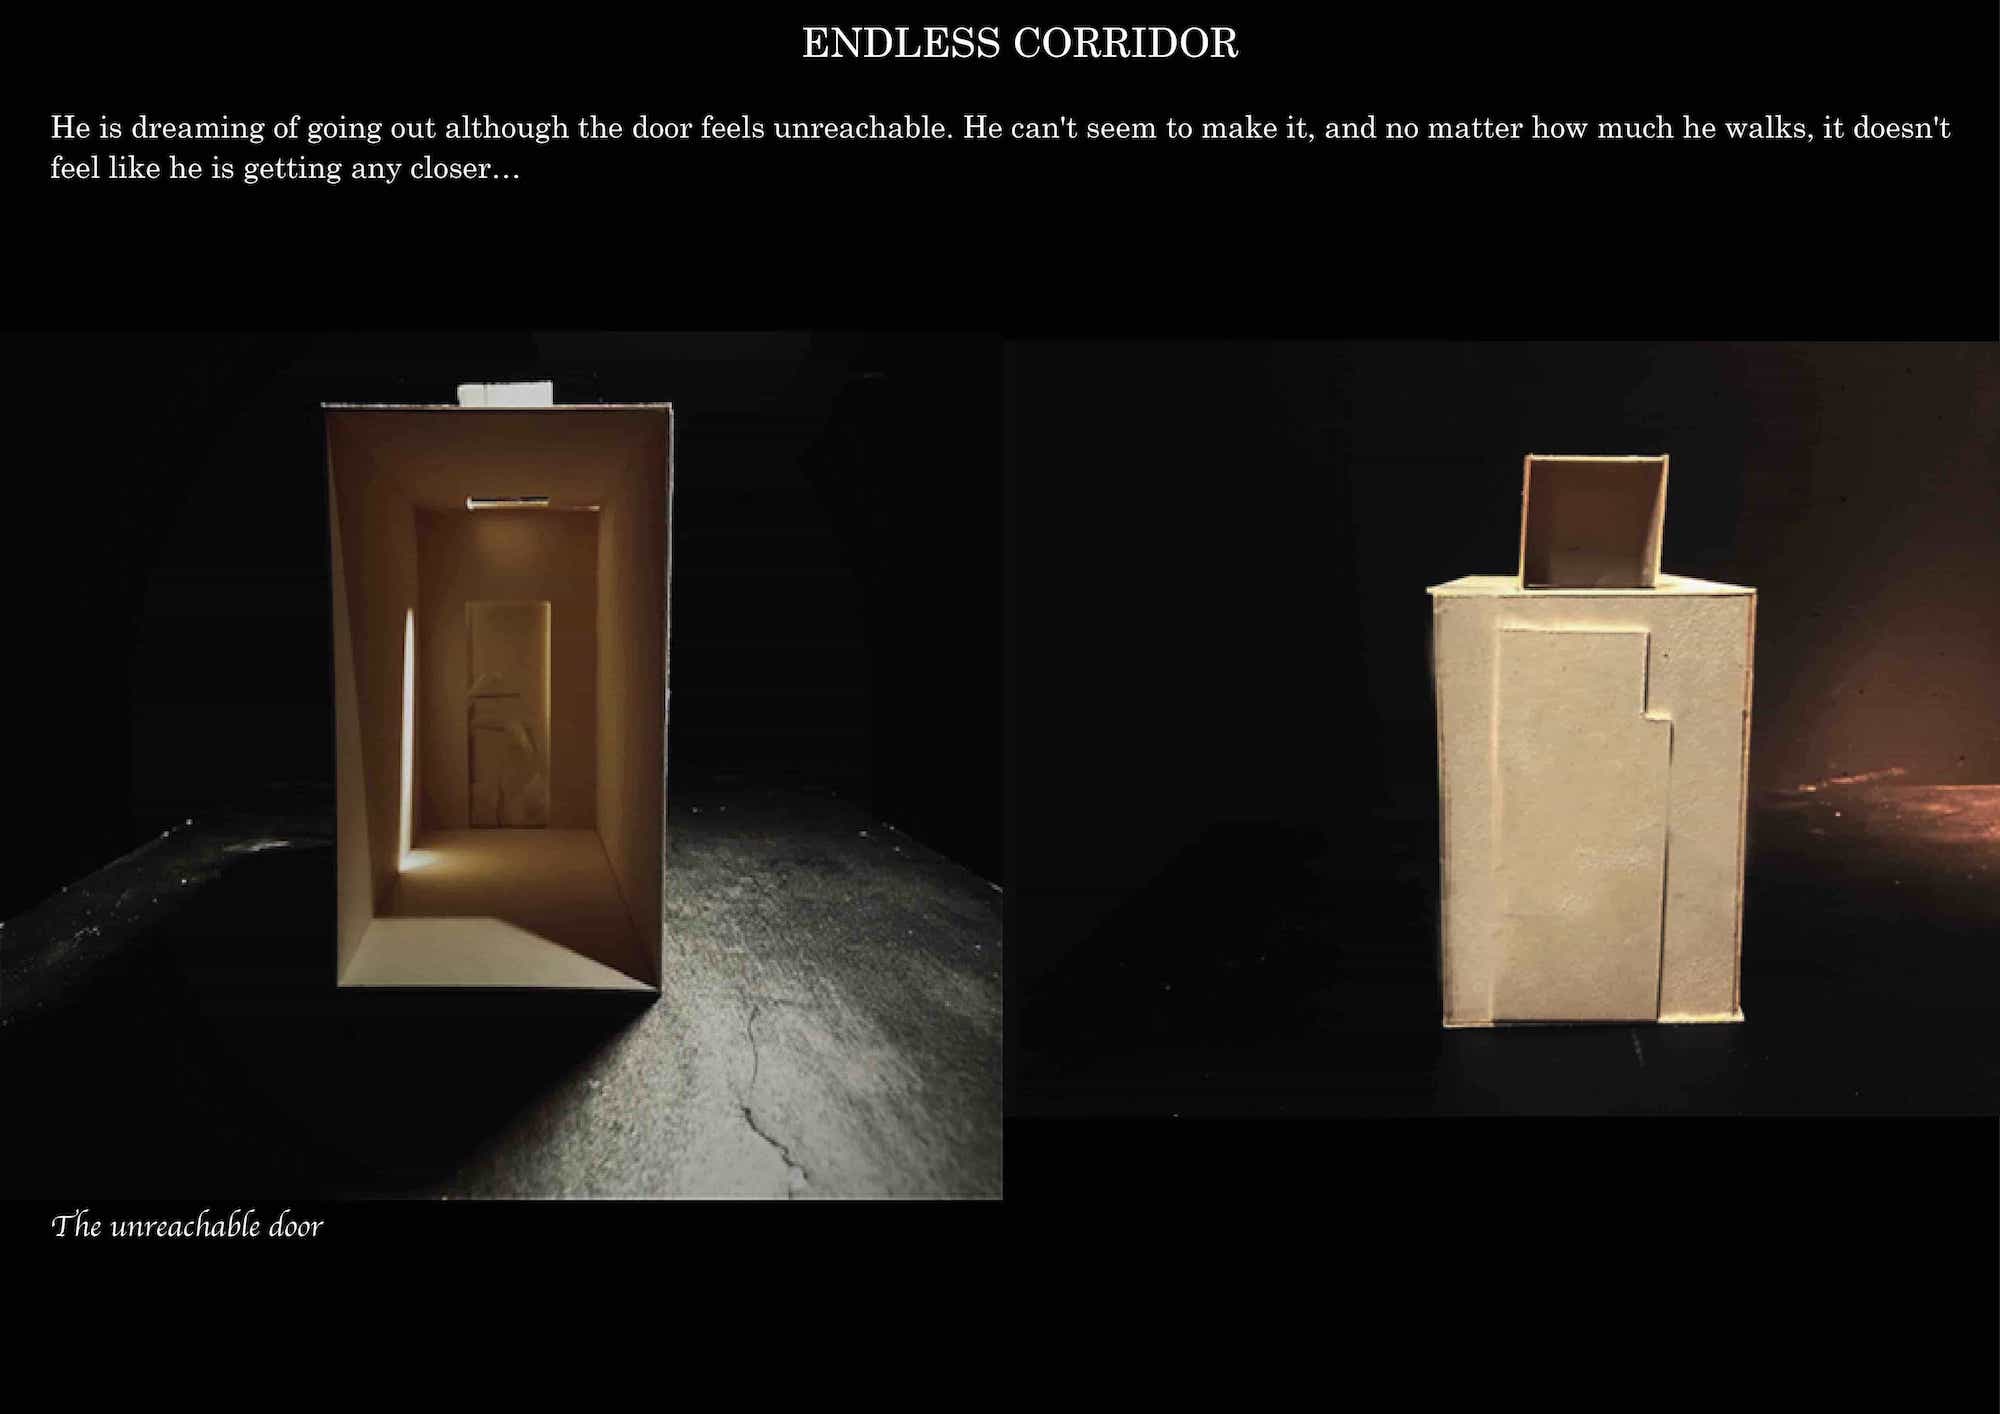 ENDLESS CORRIDOR
He is dreaming of going out although the door feels unreachable. He can't seem to make it, and no matter how much he walks, it doesn't
feel like he is getting any closer...
The unreachable door